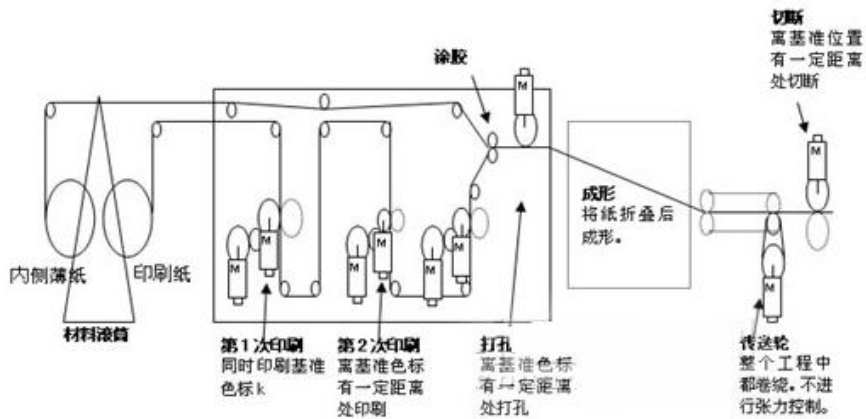 切断
离基准位置
有一定距离
处切断
涂胶
M
M
成形
将纸折叠后
成形。
内侧薄纸
印刷纸
M
M
M
M
M
M
M
材料滚筒
第1次印刷
同时印刷基准
色标k
第2次印刷
离基准色标
有一定距离
处印刷
打孔
离基准色标
有一定距离
处打孔
传送轮
整个工程中
都卷绕。不进
行张力控制。